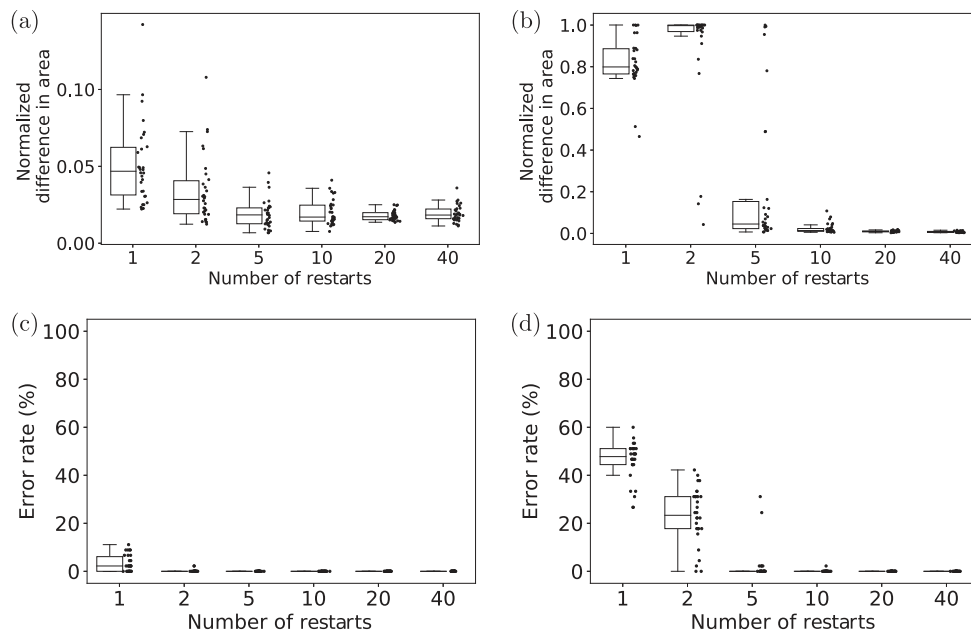 (a)
Normalized
difference in area
0.10
0.05
0.00
1 2 5 10 20 40
Number of restarts
(b)
Normalized
difference in area
1.0
0.8
0.6
0.4
0.2
0.0
1 2 5 10 20 40
Number of restarts
(c)
Error rate (%)
100
80
60
40
20
0
1 2 5 10 20 40
Number of restarts
(d)
Error rate (%)
100
80
60
40
20
0
1 2 5 10 20 40
Number of restarts